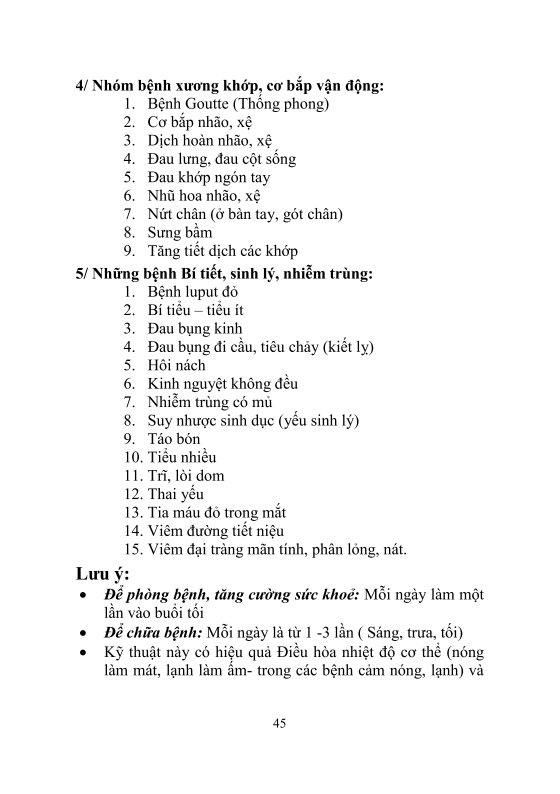 4/ Nhóm bệnh xương khớp, cơ bắp vận động:
1. Bệnh Goutte (Thống phong)
2. Cơ bắp nhão, xệ
3. Dịch hoàn nhão, xệ
4. Đau lưng, đau cột sống
5. Đau khớp ngón tay
6. Nhũ hoa nhão, xệ
7. Nứt chân (ở bàn tay, gót chân)
8. Sưng bầm
9. Tăng tiết dịch các khớp
5/ Những bệnh Bí tiết, sinh lý, nhiễm trùng:
1. Bệnh luput đỏ
2. Bí tiểu – tiểu ít
3. Đau bụng kinh
4. Đau bụng đi cầu, tiêu chảy (kiết lỵ)
5. Hôi nách
6. Kinh nguyệt không đều
7. Nhiễm trùng có mủ
8. Suy nhược sinh dục (yếu sinh lý)
9. Táo bón
10. Tiểu nhiều
11. Trĩ, lòi dom
12. Thai yếu
13. Tia máu đỏ trong mắt
14. Viêm đường tiết niệu
15. Viêm đại tràng mãn tính, phân lỏng, nát.
Lưu ý:
• Để phòng bệnh, tăng cường sức khoẻ: Mỗi ngày làm một
lần vào buổi tối
• Để chữa bệnh: Mỗi ngày là từ 1 -3 lần ( Sáng, trưa, tối)
• Kỹ thuật này có hiệu quả Điều hòa nhiệt độ cơ thể (nóng
làm mát, lạnh làm ấm- trong các bệnh cảm nóng, lạnh) và
45